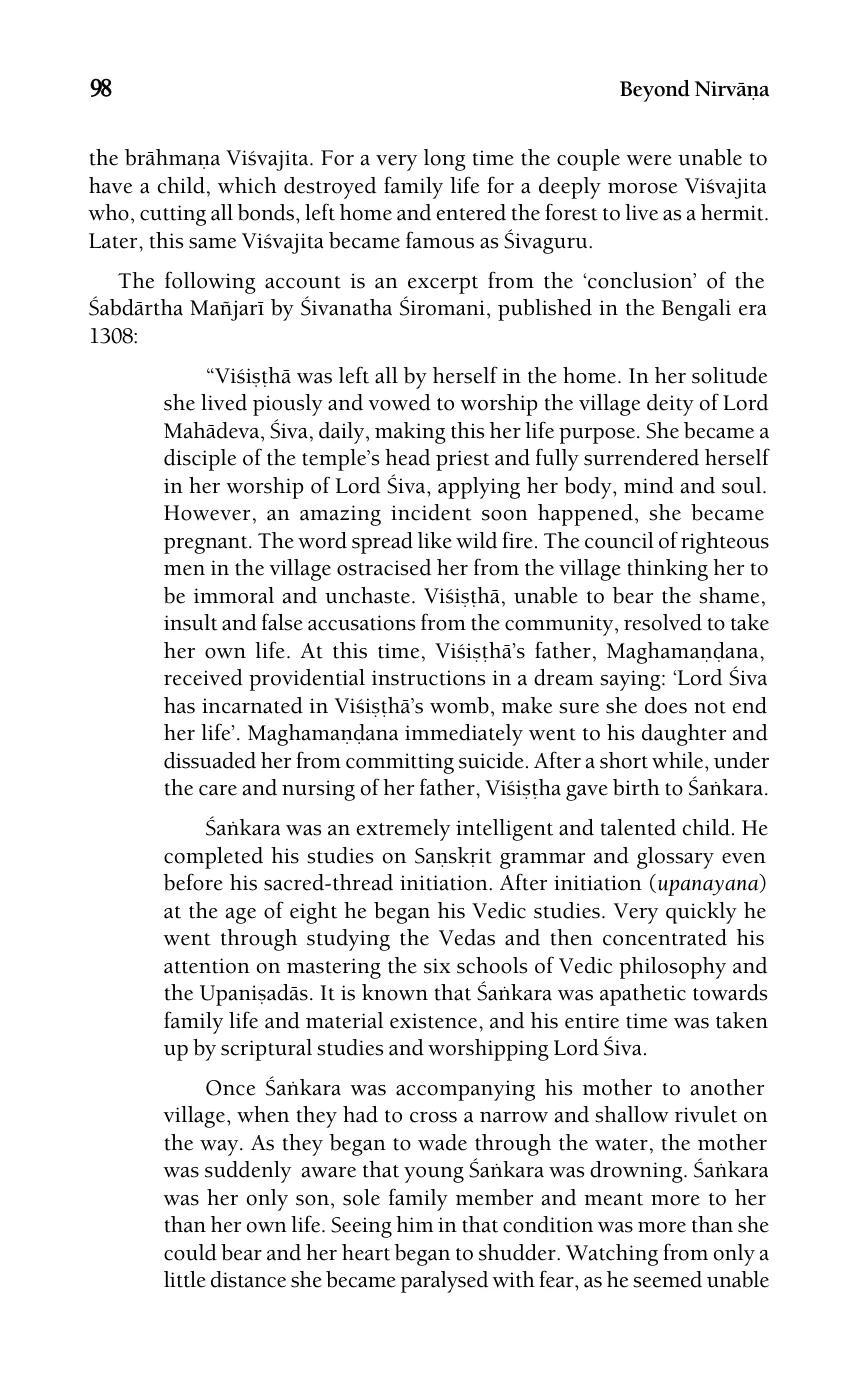 98 Beyond Nirvāṇa
the brāhmaṇa Viśvajita. For a very long time the couple were unable to
have a child, which destroyed family life for a deeply morose Viśvajita
who, cutting all bonds, left home and entered the forest to live as a hermit.
Later, this same Viśvajita became famous as Śivaguru.
The following account is an excerpt from the ‘conclusion’ of the
Śabdārtha Mañjarī by Śivanatha Śiromani, published in the Bengali era
1308:
“Viśiṣṭhā was left all by herself in the home. In her solitude
she lived piously and vowed to worship the village deity of Lord
Mahādeva, Śiva, daily, making this her life purpose. She became a
disciple of the temple’s head priest and fully surrendered herself
in her worship of Lord Śiva, applying her body, mind and soul.
However, an amazing incident soon happened, she became
pregnant. The word spread like wild fire. The council of righteous
men in the village ostracised her from the village thinking her to
be immoral and unchaste. Viśiṣṭhā, unable to bear the shame,
insult and false accusations from the community, resolved to take
her own life. At this time, Viśiṣṭhā’s father, Maghamaṇḍana,
received providential instructions in a dream saying: ‘Lord Śiva
has incarnated in Viśiṣṭhā’s womb, make sure she does not end
her life’. Maghamaṇḍana immediately went to his daughter and
dissuaded her from committing suicide. After a short while, under
the care and nursing of her father, Viśiṣṭha gave birth to Śaṅkara.
Śaṅkara was an extremely intelligent and talented child. He
completed his studies on Saṇskṛit grammar and glossary even
before his sacred-thread initiation. After initiation (upanayana)
at the age of eight he began his Vedic studies. Very quickly he
went through studying the Vedas and then concentrated his
attention on mastering the six schools of Vedic philosophy and
the Upaniṣadās. It is known that Śaṅkara was apathetic towards
family life and material existence, and his entire time was taken
up by scriptural studies and worshipping Lord Śiva.
Once Śaṅkara was accompanying his mother to another
village, when they had to cross a narrow and shallow rivulet on
the way. As they began to wade through the water, the mother
was suddenly aware that young Śaṅkara was drowning. Śaṅkara
was her only son, sole family member and meant more to her
than her own life. Seeing him in that condition was more than she
could bear and her heart began to shudder. Watching from only a
little distance she became paralysed with fear, as he seemed unable